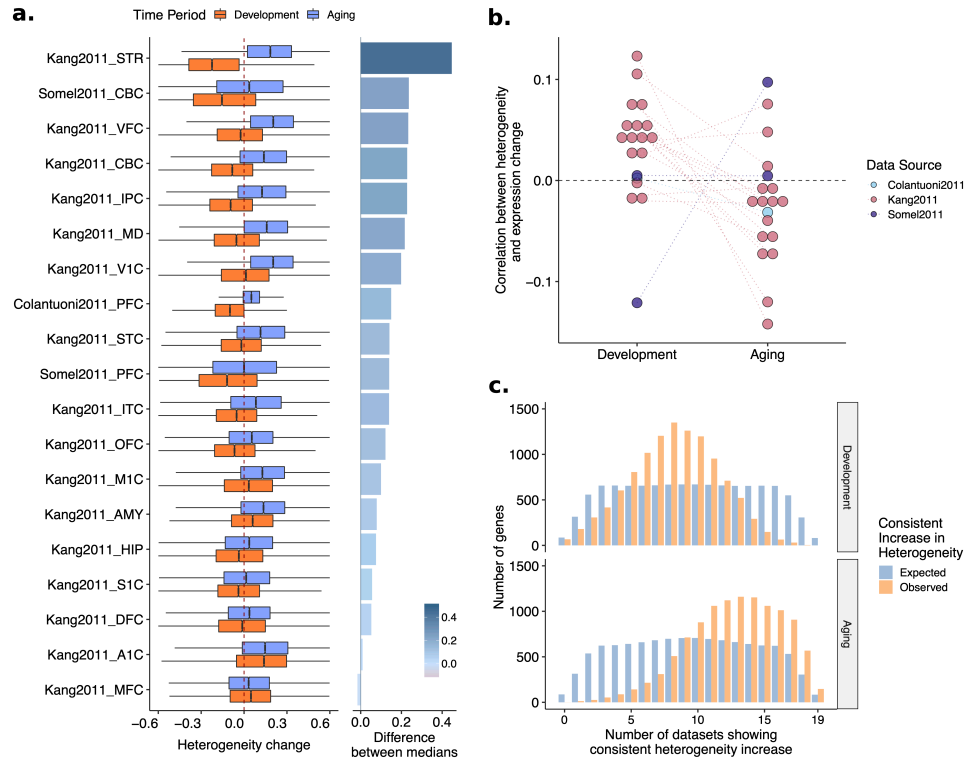 a.
Time Period Development Aging
Kang2011_STR
Somel2011_CBC
Kang2011_VFC
Kang2011_CBC
Kang2011_IPC
Kang2011_MD
Kang2011_V1C
Colantuoni2011_PFC
Kang2011_STC
Somel2011_PFC
Kang2011_ITC
Kang2011_OFC
Kang2011_M1C
Kang2011_AMY
Kang2011_HIP
Kang2011_S1C
Kang2011_DFC
Kang2011_A1C
Kang2011_MFC
−0.6 −0.3 0.0 0.3 0.6
Heterogeneity change
0.4
0.2
0.0
0.0 0.2 0.4
Difference
between medians
b.
Correlation between heterogeneity
and expression change
0.1
0.0
−0.1
Development Aging
Data Source
Colantuoni2011
Kang2011
Somel2011
c.
Number of genes
1500
1000
500
0
Development
1500
1000
500
0
Aging
0 5 10 15 19
Number of datasets showing
consistent heterogeneity increase
Consistent
Increase in
Heterogeneity
Expected
Observed